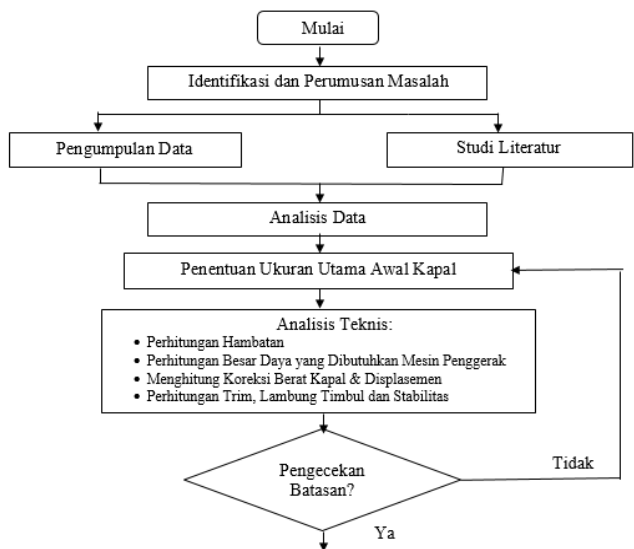 Mulai
Identifikasi dan Perumusan Masalah
Pengumpulan Data
Studi Literatur
Analisis Data
Penentuan Ukuran Utama Awal Kapal
Analisis Teknis:
• Perhitungan Hambatan
• Perhitungan Besar Daya yang Dibutuhkan Mesin Penggerak
• Menghitung Koreksi Berat Kapal & Displasemen
• Perhitungan Trim, Lambung Timbul dan Stabilitas
Pengecekan
Batasan?
Tidak
Ya